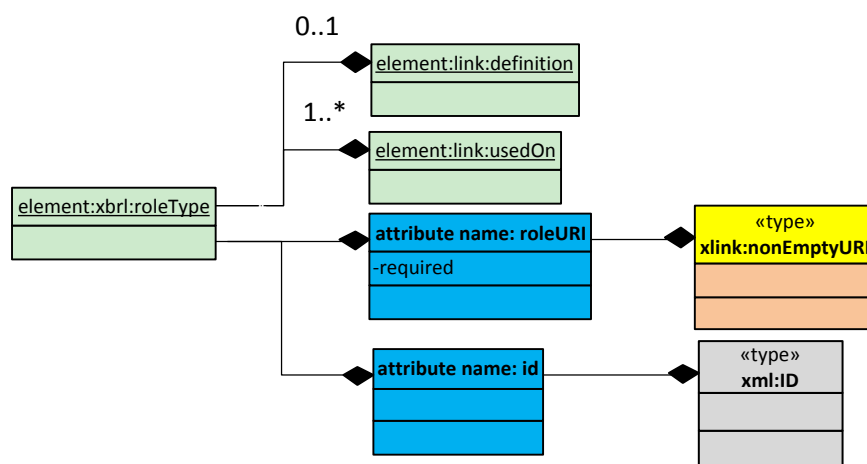 0..1
element:link:definition
1..*
element:link:usedOn
element:xbrl:roleType
attribute name: roleURI
-required
«type»
xlink:nonEmptyURI
attribute name: id
«type»
xml:ID